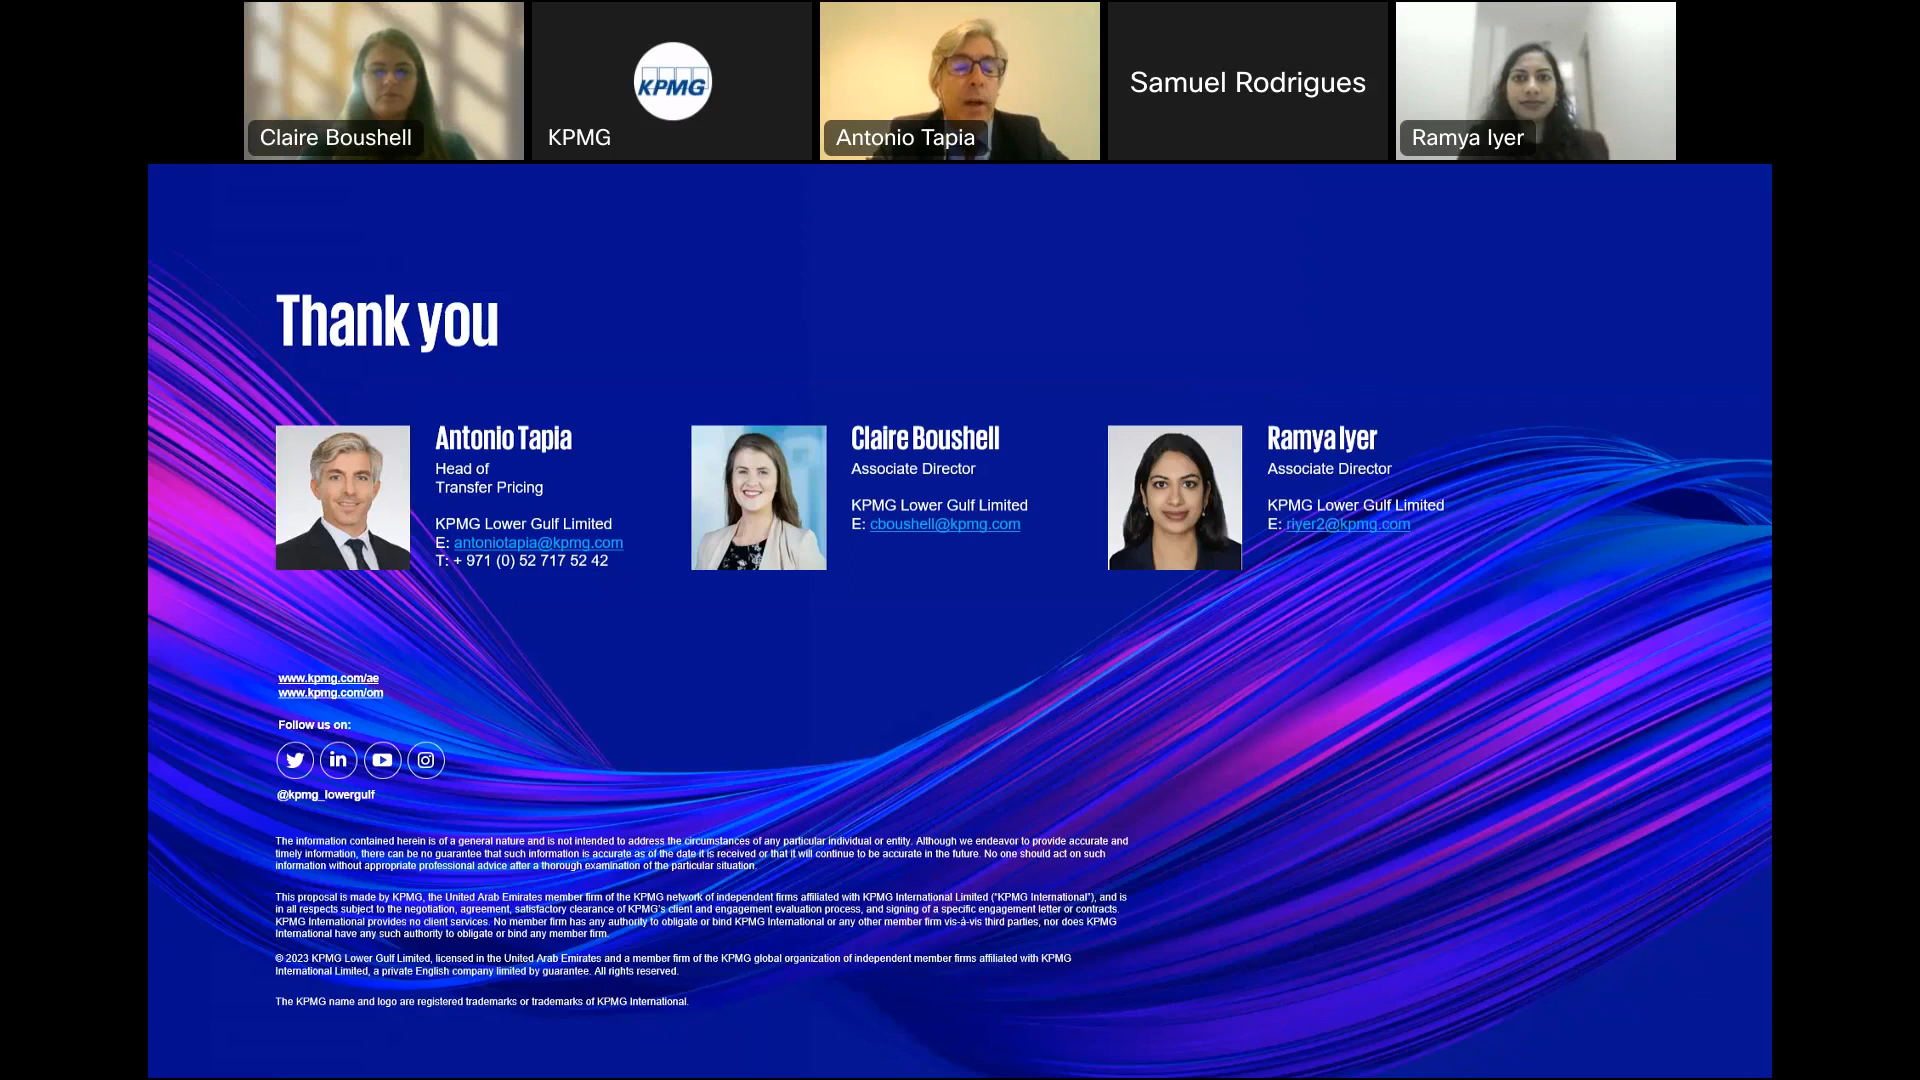 Claire Boushell
KPMG
KPMG
Antonio Tapia
Samuel Rodrigues
Ramya Iyer
Thank you
Antonio Tapia
Head of
Transfer Pricing
KPMG Lower Gulf Limited
E: antoniotapia@kpmg.com
T: + 971 (0) 52 717 52 42
Claire Boushell
Associate Director
KPMG Lower Gulf Limited
E: cboushell@kpmg.com
Ramya Iyer
Associate Director
KPMG Lower Gulf Limited
E: riyer2@kpmg.com
www.kpmg.com/ae
www.kpmg.com/om
Follow us on:
in
@kpmg_lowergulf
The information contained herein is of a general nature and is not intended to address the circumstances of any particular individual or entity. Although we endeavor to provide accurate and
timely information, there can be no guarantee that such information is accurate as of the date it is received or that it will continue to be accurate in the future. No one should act on such
information without appropriate professional advice after a thorough examination of the particular situation.
This proposal is made by KPMG, the United Arab Emirates member firm of the KPMG network of independent firms affiliated with KPMG International Limited (“KPMG International”), and is
in all respects subject to the negotiation, agreement, satisfactory clearance of KPMG's client and engagement evaluation process, and signing of a specific engagement letter or contracts.
KPMG International provides no client services. No member firm has any authority to obligate or bind KPMG International or any other member firm vis-à-vis third parties, nor does KPMG
International have any such authority to obligate or bind any member firm.
© 2023 KPMG Lower Gulf Limited, licensed in the United Arab Emirates and a member firm of the KPMG global organization of independent member firms affiliated with KPMG
International Limited, a private English company limited by guarantee. All rights reserved.
The KPMG name and logo are registered trademarks or trademarks of KPMG International.